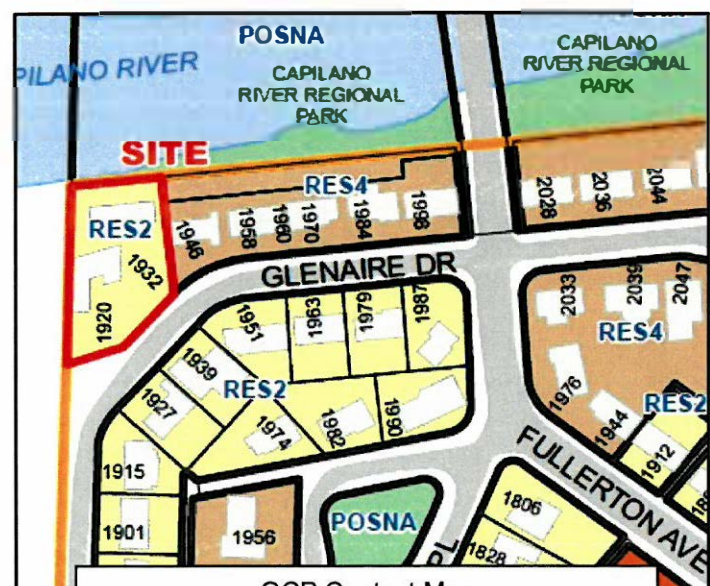 POSNA
CAPILANO
RIVER REGIONAL
PARK
CAPILANO
RIVER REGIONAL
PARK
PILANO RIVER
SITE
RES4
RES2
1946
1958
1960
1970
1984
1998
2028
2036
2044
1932
1920
GLENAIRE DR
1951
1963
1979
1987
2033
2039
2047
RES4
1939
RES2
1927
1974
1982
1990
1976
1944
1912
RES2
1915
1901
1956
POSNA
FULLERTON AVE
1806
1828
PL